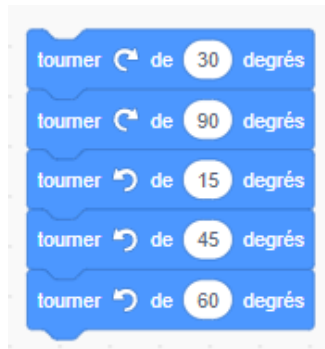 tourner ↻ de 30 degrés
tourner ↻ de 90 degrés
tourner ↺ de 15 degrés
tourner ↺ de 45 degrés
tourner ↺ de 60 degrés